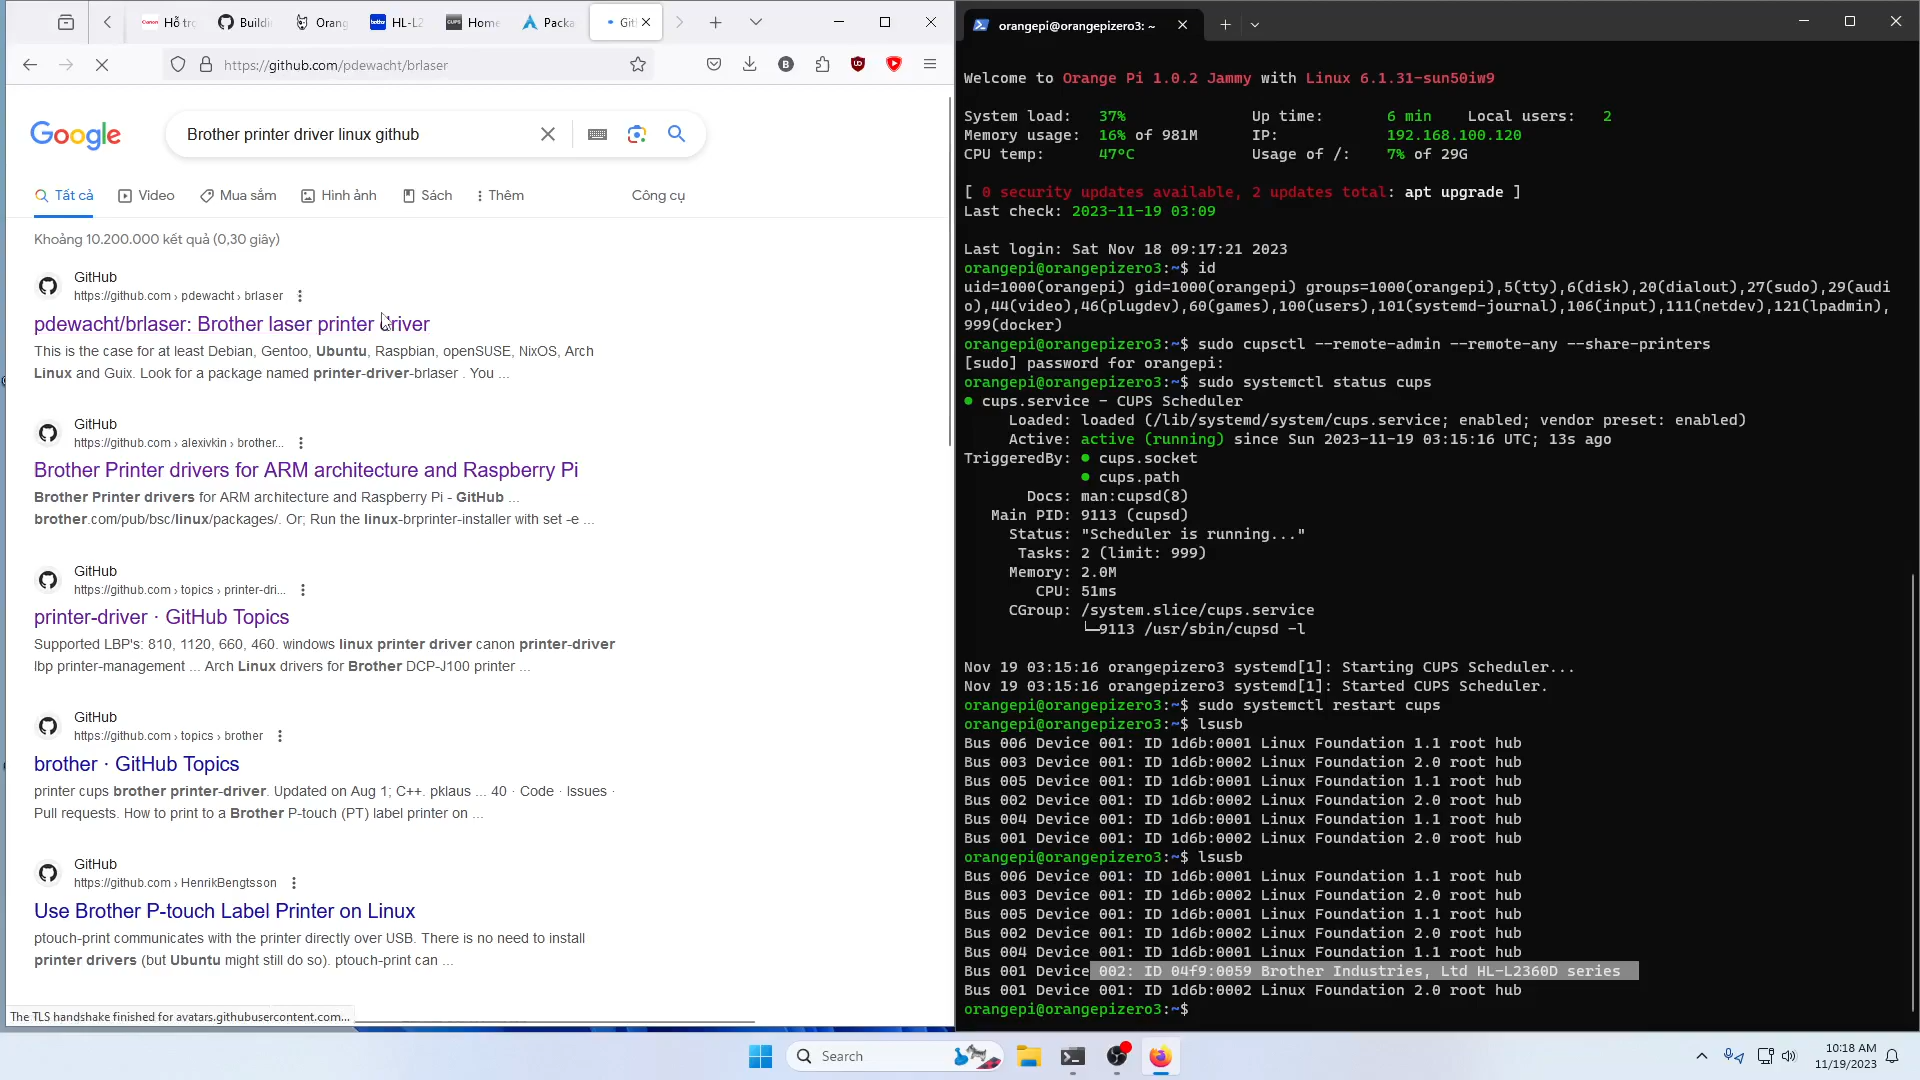 Hỗ trợ
Buildi
Orang
HL-L2
Home
Packa
Git
https://github.com/pdewacht/brlaser
Google
Brother printer driver linux github
Tất cả
Video
Mua sắm
Hình ảnh
Sách
Thêm
Công cụ
Khoảng 10.200.000 kết quả (0,30 giây)
GitHub
https://github.com › pdewacht › brlaser
pdewacht/brlaser: Brother laser printer driver
This is the case for at least Debian, Gentoo, Ubuntu, Raspbian, openSUSE, NixOS, Arch
Linux and Guix. Look for a package named printer-driver-brlaser . You ...
GitHub
https://github.com › alexivkin › brother...
Brother Printer drivers for ARM architecture and Raspberry Pi
Brother Printer drivers for ARM architecture and Raspberry Pi - GitHub ...
brother.com/pub/bsc/linux/packages/. Or; Run the linux-brprinter-installer with set -e ...
GitHub
https://github.com › topics › printer-dri...
printer-driver · GitHub Topics
Supported LBP's: 810, 1120, 660, 460. windows linux printer driver canon printer-driver
lbp printer-management ... Arch Linux drivers for Brother DCP-J100 printer ...
GitHub
https://github.com › topics › brother
brother · GitHub Topics
printer cups brother printer-driver. Updated on Aug 1; C++. pklaus ... 40 · Code · Issues ·
Pull requests. How to print to a Brother P-touch (PT) label printer on ...
GitHub
https://github.com › HenrikBengtsson
Use Brother P-touch Label Printer on Linux
ptouch-print communicates with the printer directly over USB. There is no need to install
printer drivers (but Ubuntu might still do so). ptouch-print can ...
The TLS handshake finished for avatars.githubusercontent.com...
orangepi@orangepizero3: ~
Welcome to Orange Pi 1.0.2 Jammy with Linux 6.1.31-sun50iw9
System load: 37% Up time: 6 min Local users: 2
Memory usage: 16% of 981M IP: 192.168.100.120
CPU temp: 47°C Usage of /: 7% of 29G
[ 0 security updates available, 2 updates total: apt upgrade ]
Last check: 2023-11-19 03:09
Last login: Sat Nov 18 09:17:21 2023
orangepi@orangepizero3:~$ id
uid=1000(orangepi) gid=1000(orangepi) groups=1000(orangepi),5(tty),6(disk),20(dialout),27(sudo),29(audi
o),44(video),46(plugdev),60(games),100(users),101(systemd-journal),106(input),111(netdev),121(lpadmin),
999(docker)
orangepi@orangepizero3:~$ sudo cupsctl --remote-admin --remote-any --share-printers
[sudo] password for orangepi:
orangepi@orangepizero3:~$ sudo systemctl status cups
● cups.service - CUPS Scheduler
Loaded: loaded (/lib/systemd/system/cups.service; enabled; vendor preset: enabled)
Active: active (running) since Sun 2023-11-19 03:15:16 UTC; 13s ago
TriggeredBy: ● cups.socket
● cups.path
Docs: man:cupsd(8)
Main PID: 9113 (cupsd)
Status: "Scheduler is running..."
Tasks: 2 (limit: 999)
Memory: 2.0M
CPU: 51ms
CGroup: /system.slice/cups.service
└─9113 /usr/sbin/cupsd -l
Nov 19 03:15:16 orangepizero3 systemd[1]: Starting CUPS Scheduler...
Nov 19 03:15:16 orangepizero3 systemd[1]: Started CUPS Scheduler.
orangepi@orangepizero3:~$ sudo systemctl restart cups
orangepi@orangepizero3:~$ lsusb
Bus 006 Device 001: ID 1d6b:0001 Linux Foundation 1.1 root hub
Bus 003 Device 001: ID 1d6b:0002 Linux Foundation 2.0 root hub
Bus 005 Device 001: ID 1d6b:0001 Linux Foundation 1.1 root hub
Bus 002 Device 001: ID 1d6b:0002 Linux Foundation 2.0 root hub
Bus 004 Device 001: ID 1d6b:0001 Linux Foundation 1.1 root hub
Bus 001 Device 001: ID 1d6b:0002 Linux Foundation 2.0 root hub
orangepi@orangepizero3:~$ lsusb
Bus 006 Device 001: ID 1d6b:0001 Linux Foundation 1.1 root hub
Bus 003 Device 001: ID 1d6b:0002 Linux Foundation 2.0 root hub
Bus 005 Device 001: ID 1d6b:0001 Linux Foundation 1.1 root hub
Bus 002 Device 001: ID 1d6b:0002 Linux Foundation 2.0 root hub
Bus 004 Device 001: ID 1d6b:0001 Linux Foundation 1.1 root hub
Bus 001 Device 002: ID 04f9:0059 Brother Industries, Ltd HL-L2360D series
Bus 001 Device 001: ID 1d6b:0002 Linux Foundation 2.0 root hub
orangepi@orangepizero3:~$
Search
10:18 AM
11/19/2023